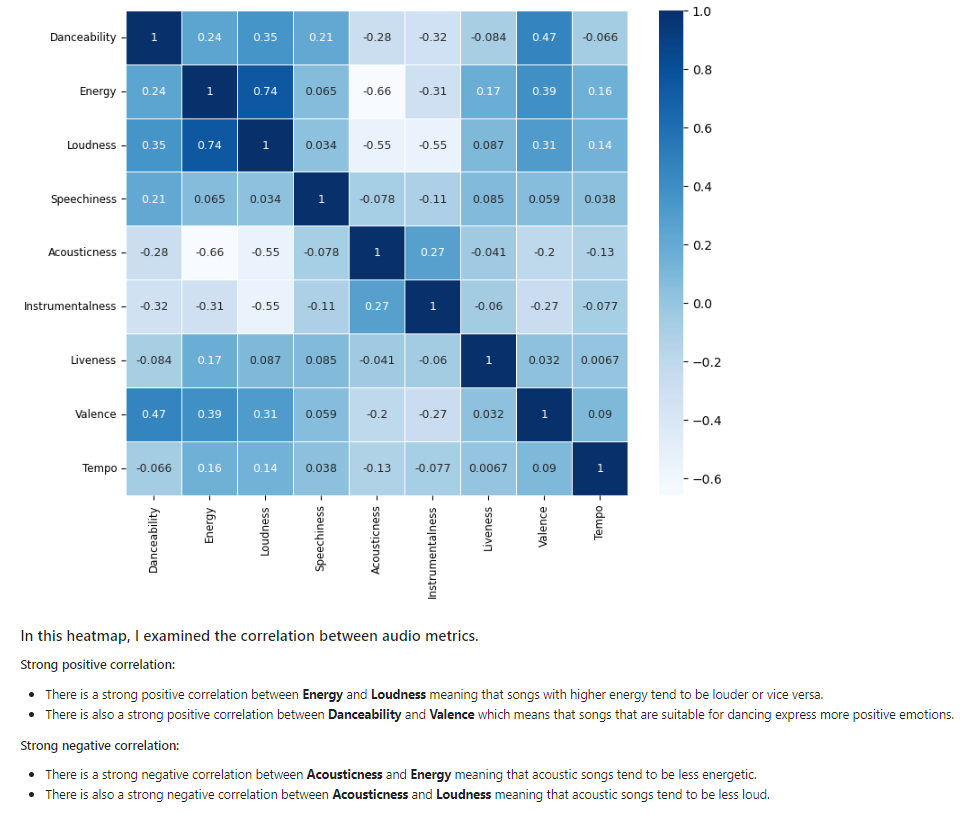 1.0
Danceability 1 0.24 0.35 0.21 -0.28 -0.32 -0.084 0.47 -0.066
0.8
Energy 0.24 1 0.74 0.065 -0.66 -0.31 0.17 0.39 0.16
0.6
Loudness 0.35 0.74 1 0.034 -0.55 -0.55 0.087 0.31 0.14
0.4
Speechiness 0.21 0.065 0.034 1 -0.078 -0.11 0.085 0.059 0.038
0.2
Acousticness -0.28 -0.66 -0.55 -0.078 1 0.27 -0.041 -0.2 -0.13
0.0
Instrumentalness -0.32 -0.31 -0.55 -0.11 0.27 1 -0.06 -0.27 -0.077
−0.2
Liveness -0.084 0.17 0.087 0.085 -0.041 -0.06 1 0.032 0.0067
−0.4
Valence 0.47 0.39 0.31 0.059 -0.2 -0.27 0.032 1 0.09
Tempo -0.066 0.16 0.14 0.038 -0.13 -0.077 0.0067 0.09 1
−0.6
Danceability Energy Loudness Speechiness Acousticness Instrumentalness Liveness Valence Tempo
In this heatmap, I examined the correlation between audio metrics.
Strong positive correlation:
• There is a strong positive correlation between Energy and Loudness meaning that songs with higher energy tend to be louder or vice versa.
• There is also a strong positive correlation between Danceability and Valence which means that songs that are suitable for dancing express more positive emotions.
Strong negative correlation:
• There is a strong negative correlation between Acousticness and Energy meaning that acoustic songs tend to be less energetic.
• There is also a strong negative correlation between Acousticness and Loudness meaning that acoustic songs tend to be less loud.